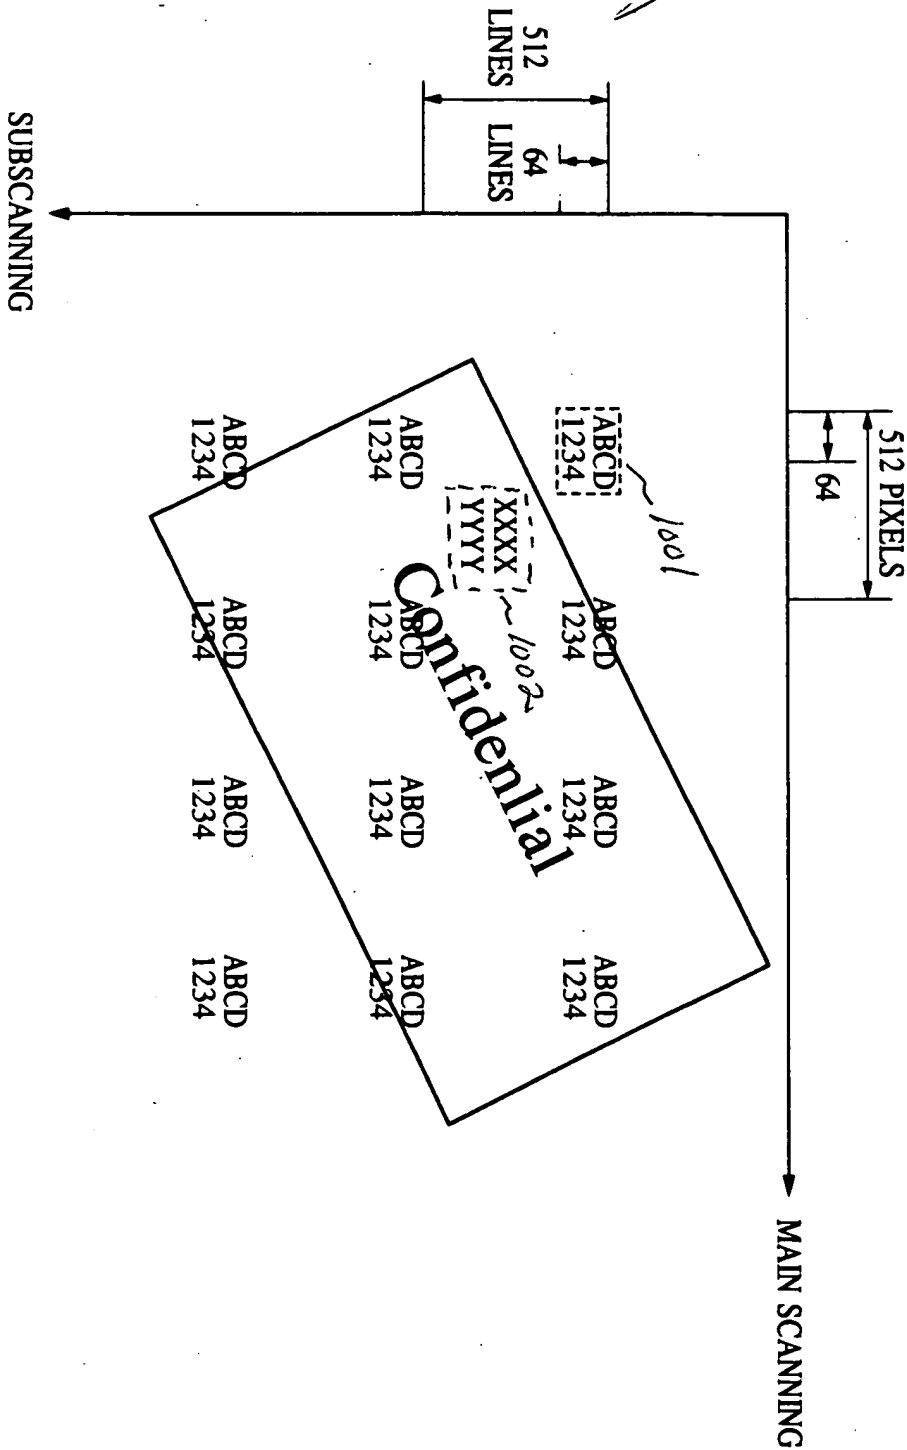 512 PIXELS
64
MAIN SCANNING
1001
ABCD ABCD ABCD ABCD
1234 1234 1234 1234
512
LINES
64
LINES
1002
XXXX
YYYY
Confidenlial
ABCD ABCD ABCD ABCD
1234 1234 1234 1234
ABCD ABCD ABCD ABCD
1234 1234 1234 1234
SUBSCANNING